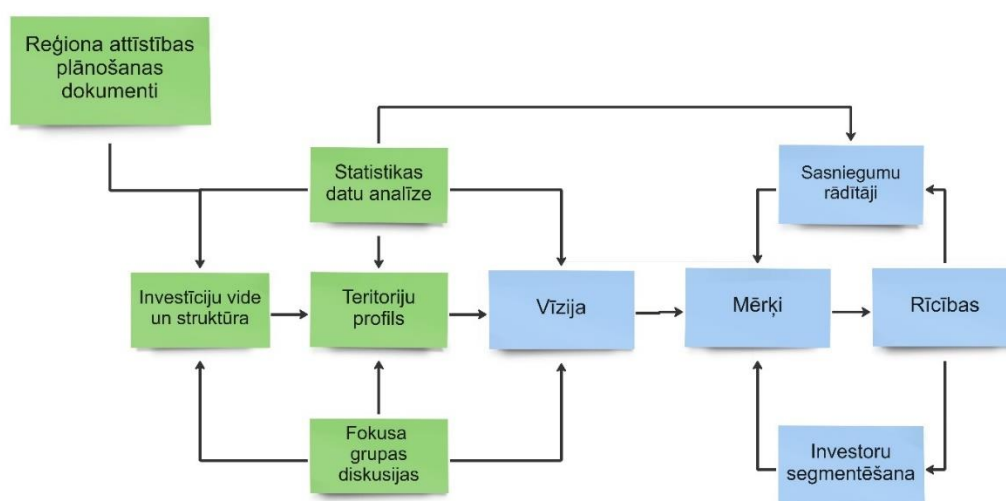 Reģiona attīstības
plānošanas
dokumenti
Statistikas
datu analīze
Sasniegumu
rādītāji
Investīciju vide
un struktūra
Teritoriju
profils
Vīzija
Mērķi
Rīcības
Fokusa
grupas
diskusijas
Investoru
segmentēšana